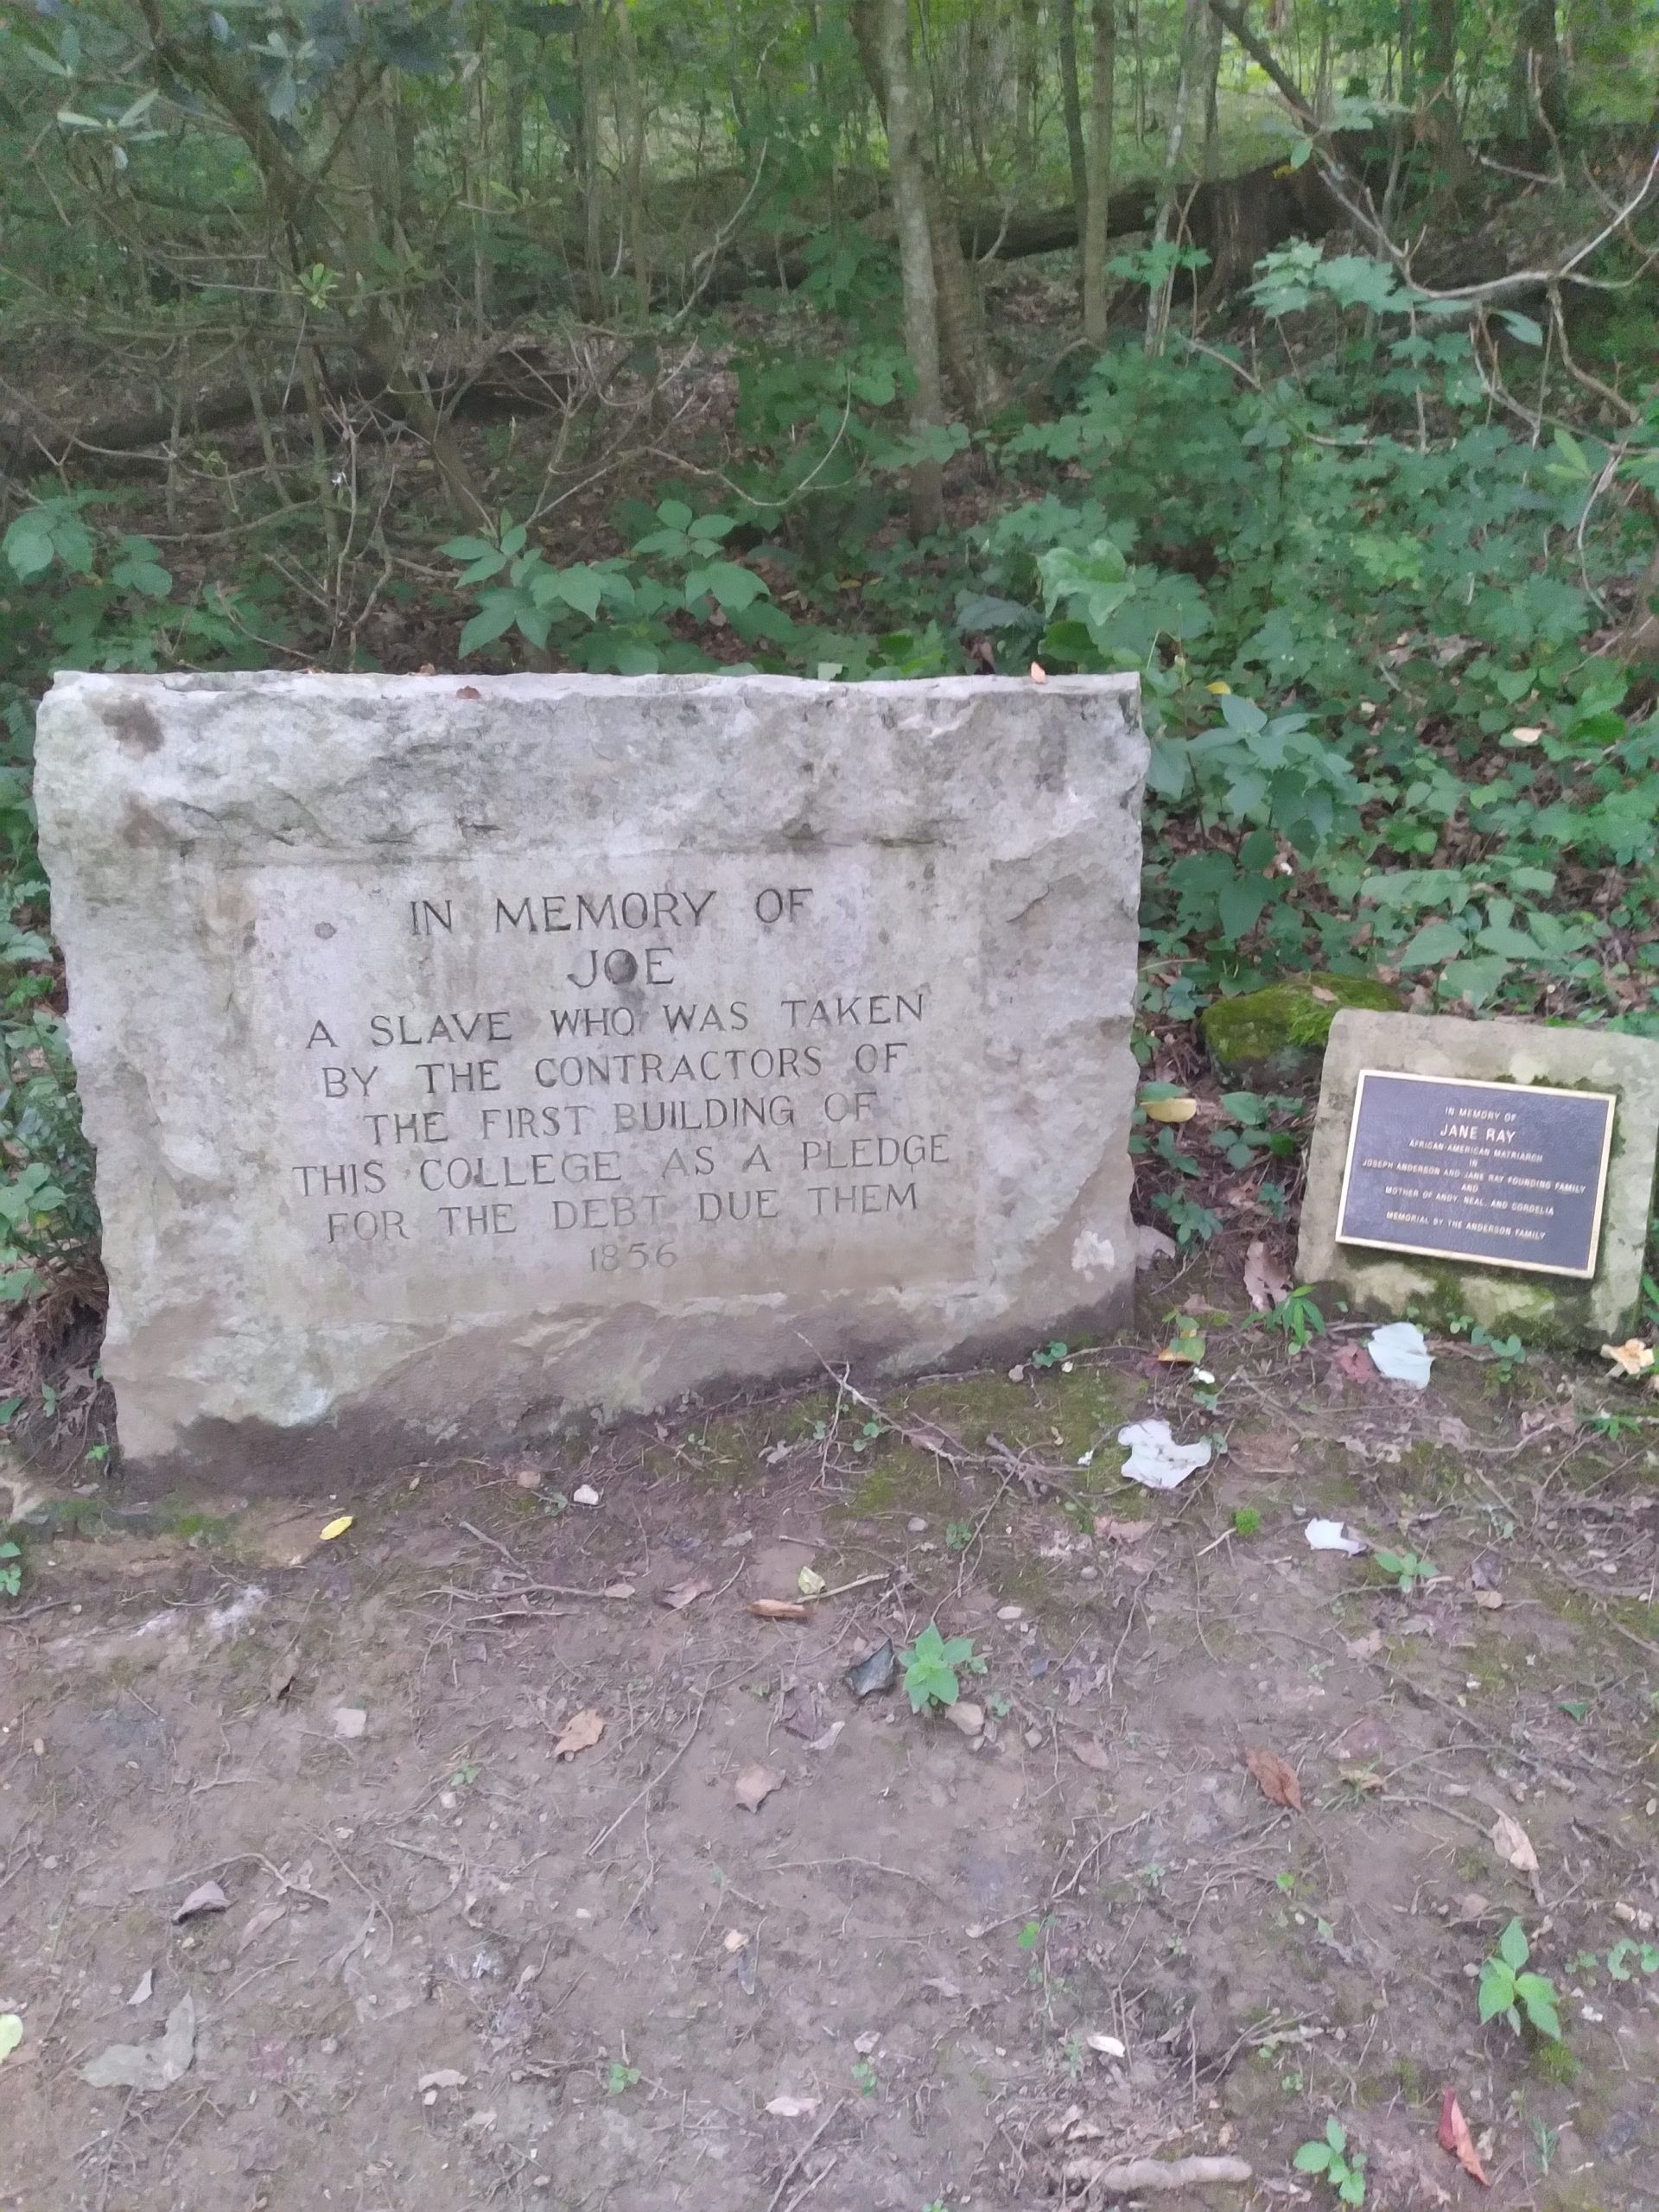 IN MEMORY OF
JOE
A SLAVE WHO WAS TAKEN
BY THE CONTRACTORS OF
THE FIRST BUILDING OF
THIS COLLEGE AS A PLEDGE
FOR THE DEBT DUE THEM
1856
IN MEMORY OF
JANE RAY
AFRICAN-AMERICAN MATRIARCH
IN
JOSEPH ANDERSON AND JANE RAY FOUNDING FAMILY
AND
MOTHER OF ANDY, NEAL, AND CORDELIA
MEMORIAL BY THE ANDERSON FAMILY